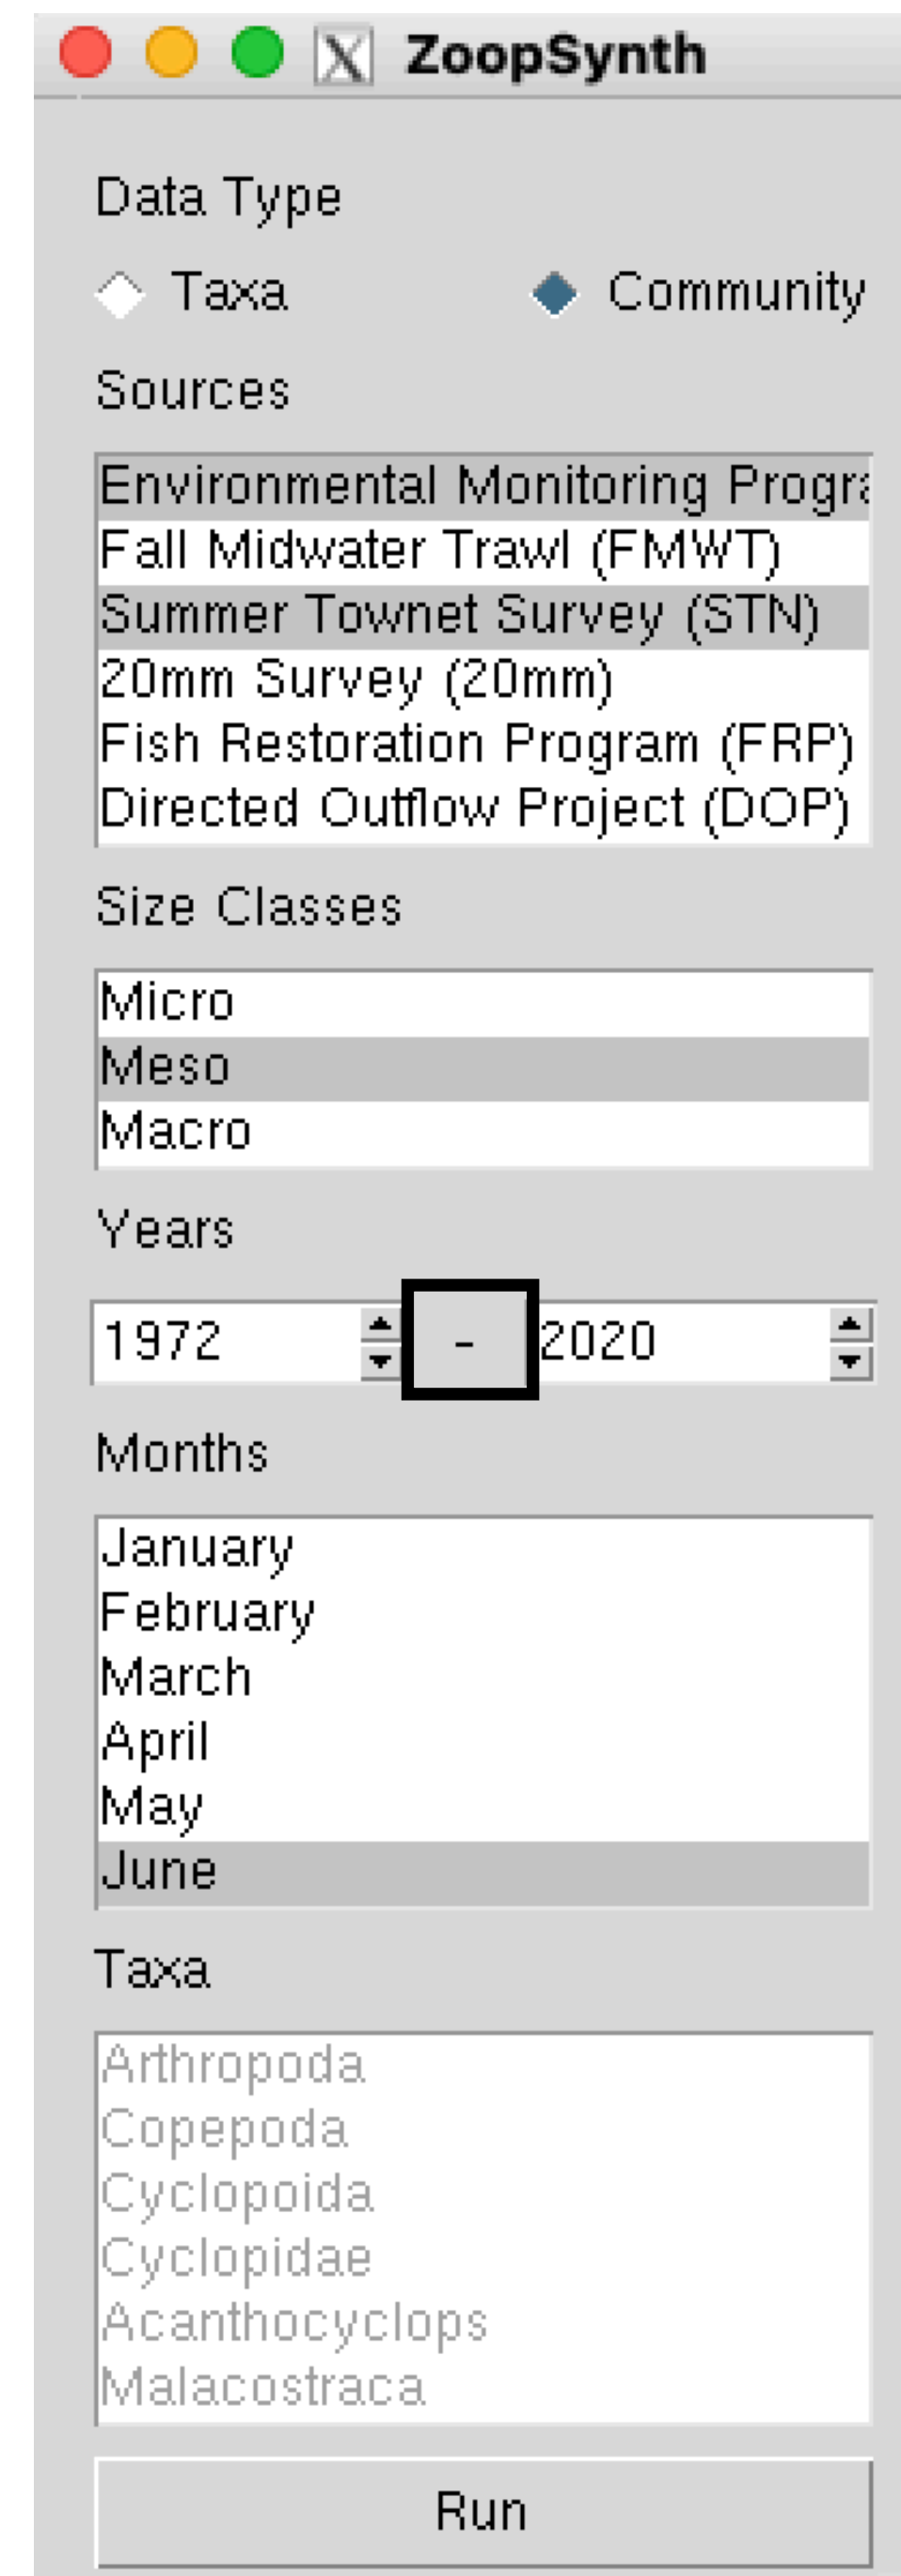 ZoopSynth
Data Type
Taxa Community
Sources
Environmental Monitoring Progra
Fall Midwater Trawl (FMWT)
Summer Townet Survey (STN)
20mm Survey (20mm)
Fish Restoration Program (FRP)
Directed Outflow Project (DOP)
Size Classes
Micro
Meso
Macro
Years
1972 - 2020
Months
January
February
March
April
May
June
Taxa
Arthropoda
Copepoda
Cyclopoida
Cyclopidae
Acanthocyclops
Malacostraca
Run